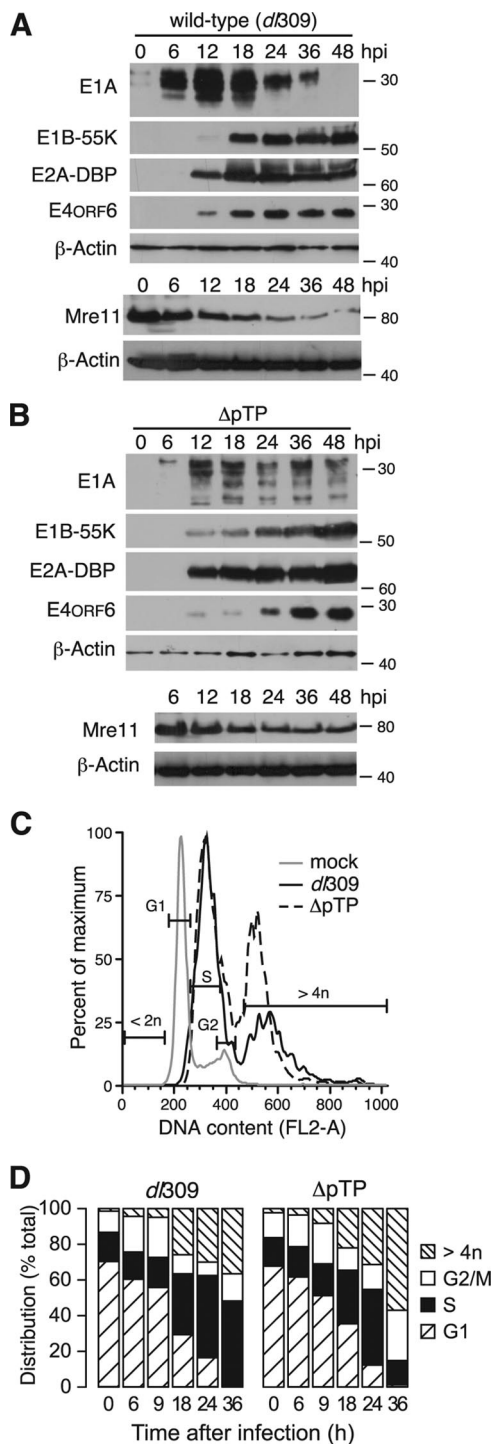 A
wild-type (dl309)
0 6 12 18 24 36 48 hpi
E1A
30
E1B-55K
50
E2A-DBP
60
E4ORF6
30
β-Actin
40
0 6 12 18 24 36 48 hpi
Mre11
80
β-Actin
40
B
ΔpTP
0 6 12 18 24 36 48 hpi
E1A
30
E1B-55K
50
E2A-DBP
60
E4ORF6
30
β-Actin
40
6 12 18 24 36 48 hpi
Mre11
80
β-Actin
40
C
Percent of maximum
100
75
50
25
0
mock
dl309
ΔpTP
G1
S
> 4n
G2
< 2n
0 200 400 600 800 1000
DNA content (FL2-A)
D
dl309 ΔpTP
Distribution (% total)
100
80
60
40
20
0
> 4n
G2/M
S
G1
0 6 9 18 24 36 0 6 9 18 24 36
Time after infection (h)